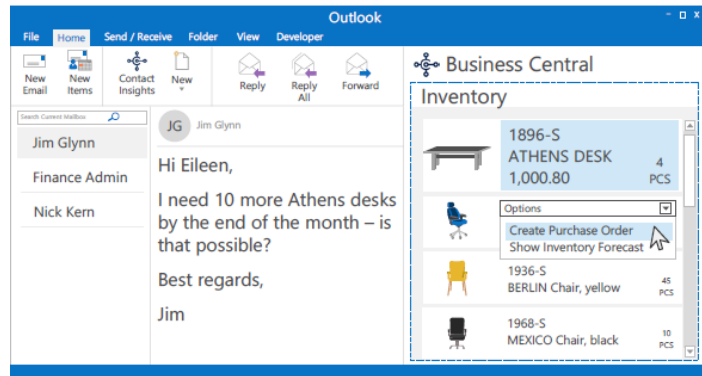 Outlook
File Home Send / Receive Folder View Developer
New Email
New Items
Contact Insights
New
Reply
Reply All
Forward
Search Current Mailbox
Jim Glynn
Finance Admin
Nick Kern
JG Jim Glynn
Hi Eileen,
I need 10 more Athens desks
by the end of the month – is
that possible?
Best regards,
Jim
Business Central
Inventory
1896-S
ATHENS DESK 4
1,000.80 PCS
Options
Create Purchase Order
Show Inventory Forecast
1936-S
BERLIN Chair, yellow 45
PCS
1968-S
MEXICO Chair, black 10
PCS